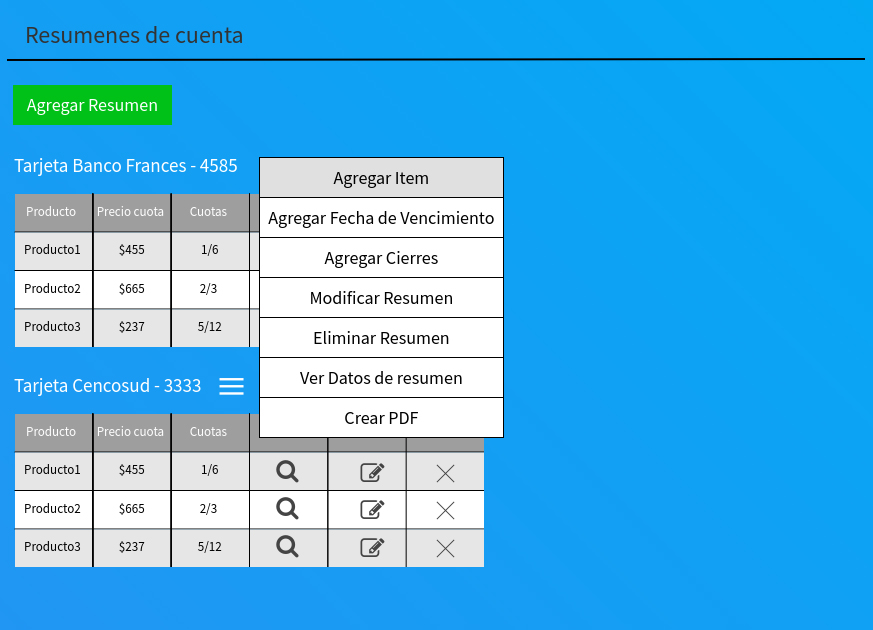 Resumenes de cuenta
Agregar Resumen
Tarjeta Banco Frances - 4585
Producto Precio cuota Cuotas
Producto1 $455 1/6
Producto2 $665 2/3
Producto3 $237 5/12
Agregar Item
Agregar Fecha de Vencimiento
Agregar Cierres
Modificar Resumen
Eliminar Resumen
Ver Datos de resumen
Crear PDF
Tarjeta Cencosud - 3333
Producto Precio cuota Cuotas
Producto1 $455 1/6
Producto2 $665 2/3
Producto3 $237 5/12